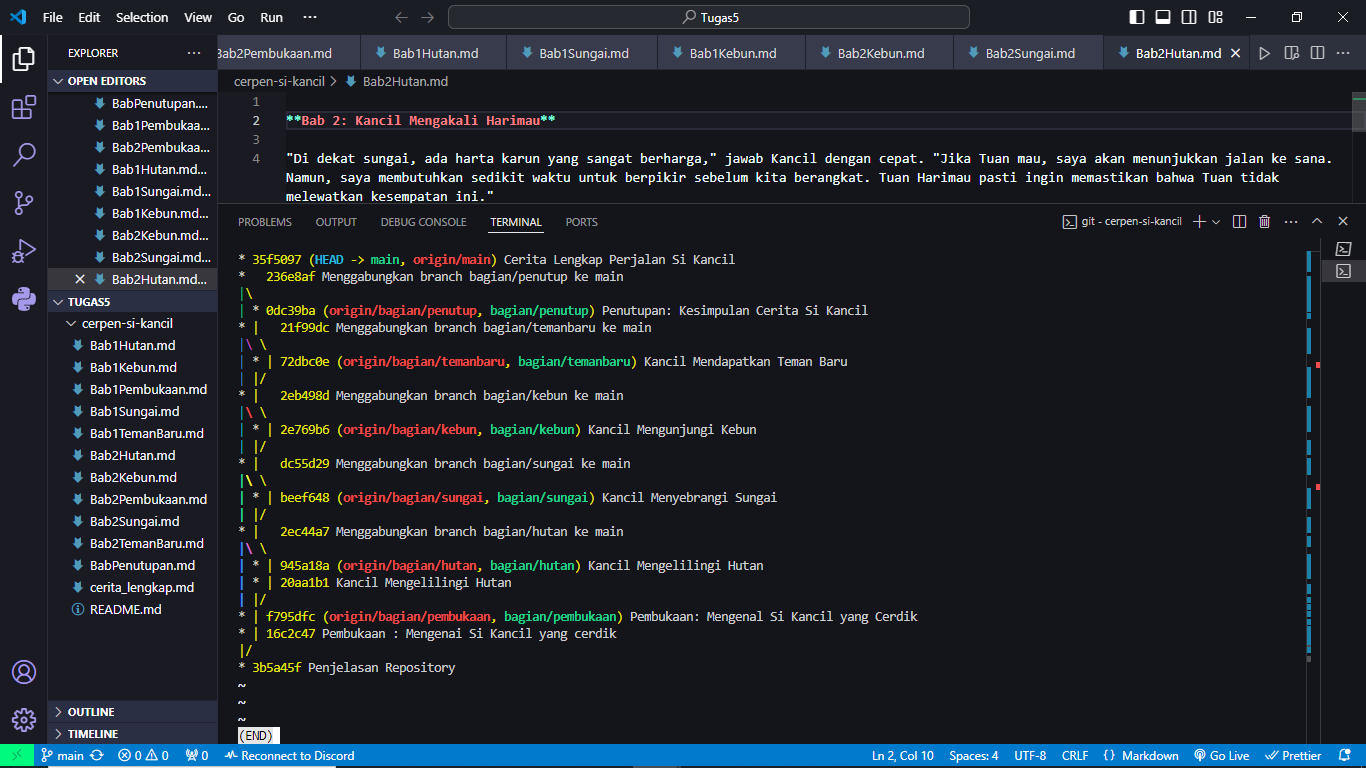 File Edit Selection View Go Run ··· Tugas5
EXPLORER ···
OPEN EDITORS
BabPenutupan....
Bab1Pembukaa...
Bab2Pembukaa...
Bab1Hutan.md...
Bab1Sungai.md...
Bab1Kebun.md...
Bab2Kebun.md...
Bab2Sungai.md...
Bab2Hutan.md...
TUGAS5
cerpen-si-kancil
Bab1Hutan.md
Bab1Kebun.md
Bab1Pembukaan.md
Bab1Sungai.md
Bab1TemanBaru.md
Bab2Hutan.md
Bab2Kebun.md
Bab2Pembukaan.md
Bab2Sungai.md
Bab2TemanBaru.md
BabPenutupan.md
cerita_lengkap.md
README.md
OUTLINE
TIMELINE
Bab2Pembukaan.md Bab1Hutan.md Bab1Sungai.md Bab1Kebun.md Bab2Kebun.md Bab2Sungai.md Bab2Hutan.md
cerpen-si-kancil > Bab2Hutan.md
1
2 **Bab 2: Kancil Mengakali Harimau**
3
4 "Di dekat sungai, ada harta karun yang sangat berharga," jawab Kancil dengan cepat. "Jika Tuan mau, saya akan menunjukkan jalan ke sana.
Namun, saya membutuhkan sedikit waktu untuk berpikir sebelum kita berangkat. Tuan Harimau pasti ingin memastikan bahwa Tuan tidak
melewatkan kesempatan ini."
PROBLEMS OUTPUT DEBUG CONSOLE TERMINAL PORTS git - cerpen-si-kancil
* 35f5097 (HEAD -> main, origin/main) Cerita Lengkap Perjalan Si Kancil
*   236e8af Menggabungkan branch bagian/penutup ke main
|\
| * 0dc39ba (origin/bagian/penutup, bagian/penutup) Penutupan: Kesimpulan Cerita Si Kancil
* |   21f99dc Menggabungkan branch bagian/temanbaru ke main
|\ \
| * | 72dbc0e (origin/bagian/temanbaru, bagian/temanbaru) Kancil Mendapatkan Teman Baru
| |/
* |   2eb498d Menggabungkan branch bagian/kebun ke main
|\ \
| * | 2e769b6 (origin/bagian/kebun, bagian/kebun) Kancil Mengunjungi Kebun
| |/
* |   dc55d29 Menggabungkan branch bagian/sungai ke main
|\ \
| * | beef648 (origin/bagian/sungai, bagian/sungai) Kancil Menyebrangi Sungai
| |/
* |   2ec44a7 Menggabungkan branch bagian/hutan ke main
|\ \
| * | 945a18a (origin/bagian/hutan, bagian/hutan) Kancil Mengelilingi Hutan
| * | 20aa1b1 Kancil Mengelilingi Hutan
| |/
* | f795dfc (origin/bagian/pembukaan, bagian/pembukaan) Pembukaan: Mengenal Si Kancil yang Cerdik
* | 16c2c47 Pembukaan : Mengenai Si Kancil yang cerdik
|/
* 3b5a45f Penjelasan Repository
~
~
~
(END)
main 0 0 0 Reconnect to Discord Ln 2, Col 10 Spaces: 4 UTF-8 CRLF {} Markdown Go Live Prettier